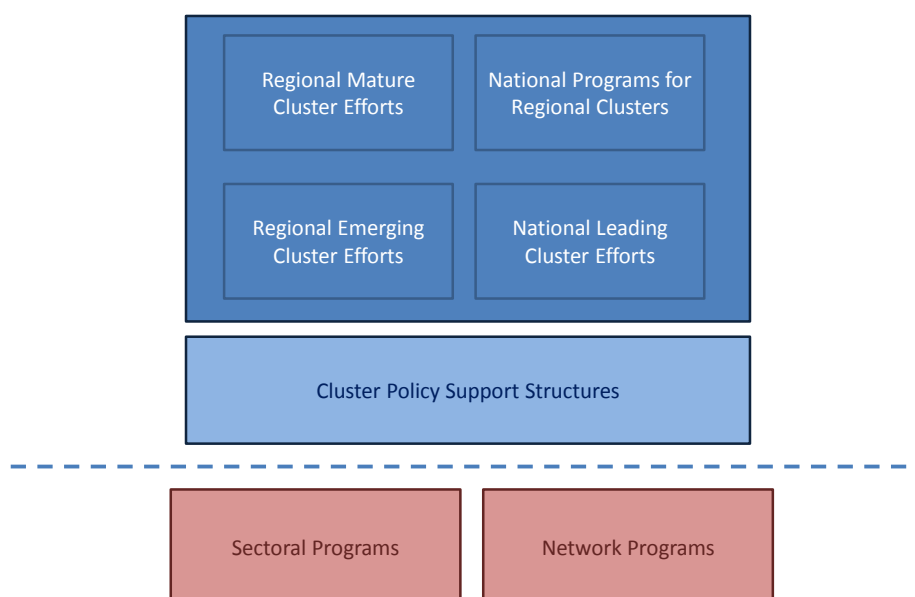 Regional Mature
Cluster Efforts
National Programs for
Regional Clusters
Regional Emerging
Cluster Efforts
National Leading
Cluster Efforts
Cluster Policy Support Structures
Sectoral Programs
Network Programs